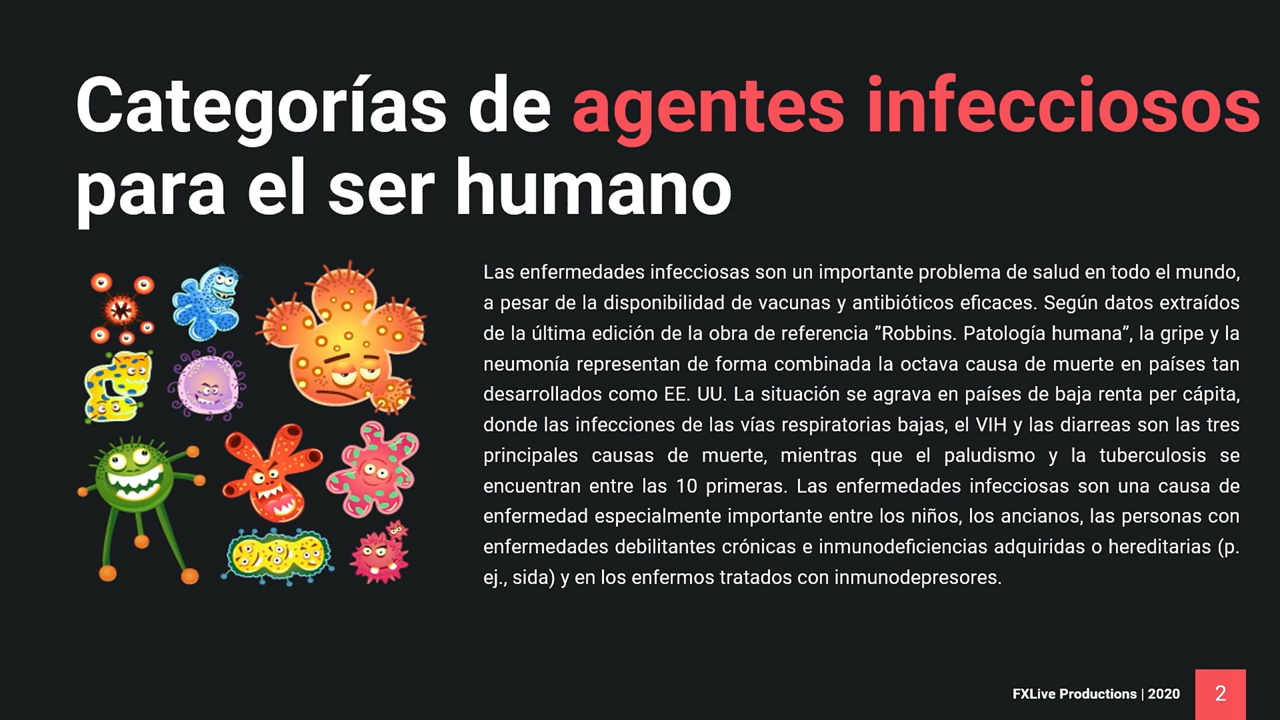 Categorías de agentes infecciosos
para el ser humano
Las enfermedades infecciosas son un importante problema de salud en todo el mundo,
a pesar de la disponibilidad de vacunas y antibióticos eficaces. Según datos extraídos
de la última edición de la obra de referencia ”Robbins. Patología humana”, la gripe y la
neumonía representan de forma combinada la octava causa de muerte en países tan
desarrollados como EE. UU. La situación se agrava en países de baja renta per cápita,
donde las infecciones de las vías respiratorias bajas, el VIH y las diarreas son las tres
principales causas de muerte, mientras que el paludismo y la tuberculosis se
encuentran entre las 10 primeras. Las enfermedades infecciosas son una causa de
enfermedad especialmente importante entre los niños, los ancianos, las personas con
enfermedades debilitantes crónicas e inmunodeficiencias adquiridas o hereditarias (p.
ej., sida) y en los enfermos tratados con inmunodepresores.
FXLive Productions | 2020
2